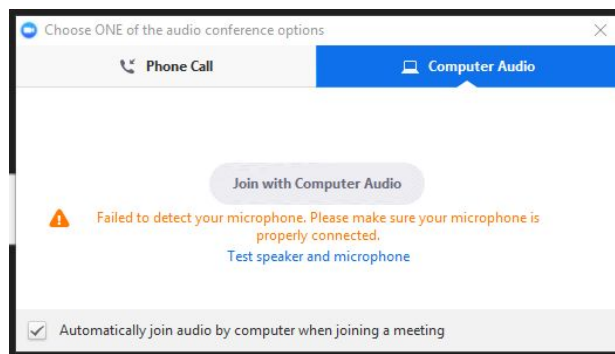 Choose ONE of the audio conference options
Phone Call
Computer Audio
Join with Computer Audio
Failed to detect your microphone. Please make sure your microphone is
properly connected.
Test speaker and microphone
Automatically join audio by computer when joining a meeting